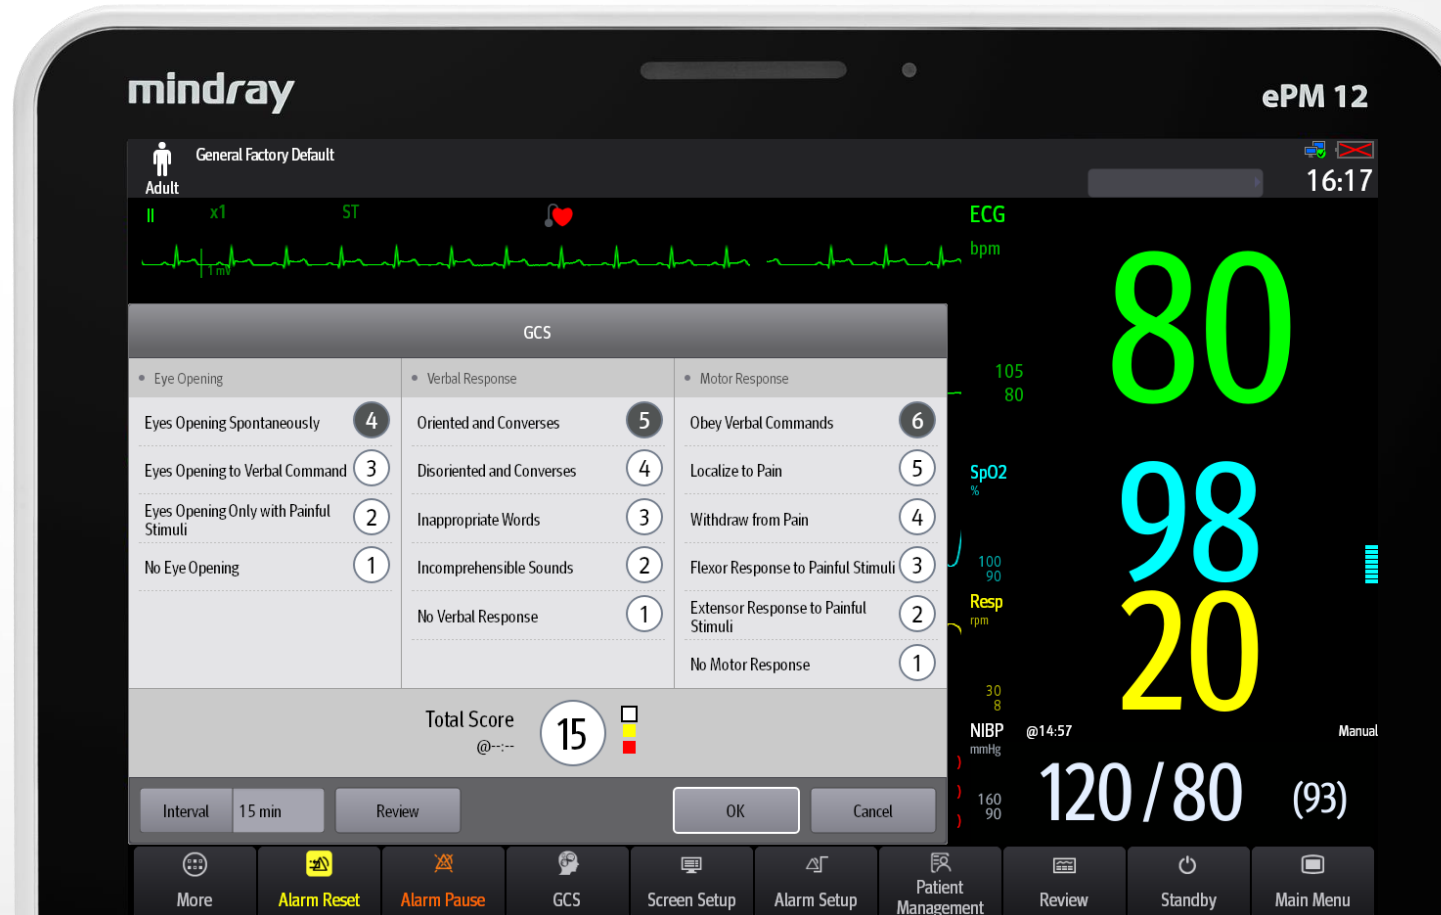 mindray
ePM 12
General Factory Default
Adult
16:17
II x1 ST
1 mV
ECG
bpm
80
105
80
GCS
Eye Opening
Eyes Opening Spontaneously 4
Eyes Opening to Verbal Command 3
Eyes Opening Only with Painful
Stimuli 2
No Eye Opening 1
Verbal Response
Oriented and Converses 5
Disoriented and Converses 4
Inappropriate Words 3
Incomprehensible Sounds 2
No Verbal Response 1
Motor Response
Obey Verbal Commands 6
Localize to Pain 5
Withdraw from Pain 4
Flexor Response to Painful Stimuli 3
Extensor Response to Painful
Stimuli 2
No Motor Response 1
Total Score 15
@--:--
Interval 15 min Review OK Cancel
SpO2
%
98
100
90
Resp
rpm
20
30
8
NIBP @14:57 Manual
mmHg
120/80 (93)
160
90
More
Alarm Reset
Alarm Pause
GCS
Screen Setup
Alarm Setup
Patient
Management
Review
Standby
Main Menu